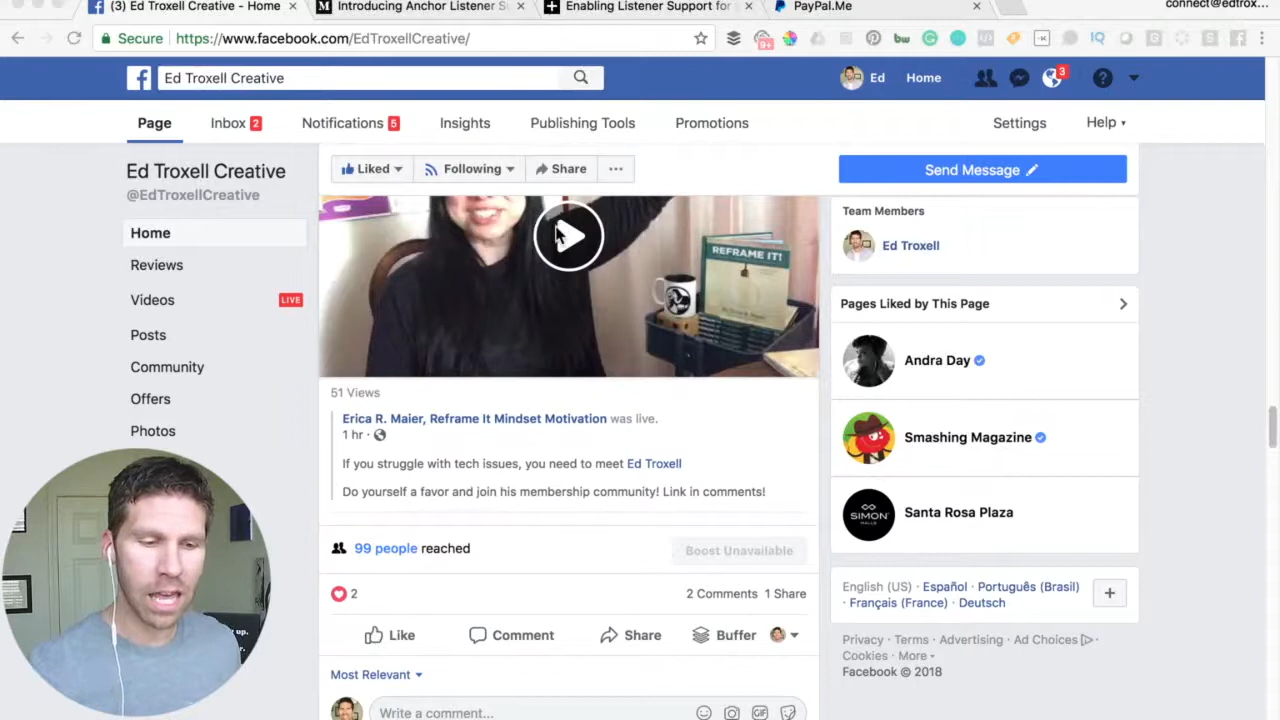 (3) Ed Troxell Creative - Home
Introducing Anchor Listener S
Enabling Listener Support for
PayPal.Me
connect@edtrox...
Secure
https://www.facebook.com/EdTroxellCreative/
9+
bw
IQ
Ed Troxell Creative
Ed
Home
3
Page
Inbox 2
Notifications 5
Insights
Publishing Tools
Promotions
Settings
Help
Ed Troxell Creative
@EdTroxellCreative
Liked
Following
Share
Send Message
Home
Reviews
Videos
LIVE
Posts
Community
Offers
Photos
REFRAME IT!
51 Views
Erica R. Maier, Reframe It Mindset Motivation was live.
1 hr ·
If you struggle with tech issues, you need to meet Ed Troxell
Do yourself a favor and join his membership community! Link in comments!
99 people reached
Boost Unavailable
2
2 Comments 1 Share
Like
Comment
Share
Buffer
Most Relevant
Write a comment...
GIF
Team Members
Ed Troxell
Pages Liked by This Page
Andra Day
Smashing Magazine
SIMON
Santa Rosa Plaza
English (US) · Español · Português (Brasil)
· Français (France) · Deutsch
Privacy · Terms · Advertising · Ad Choices ·
Cookies · More
Facebook © 2018